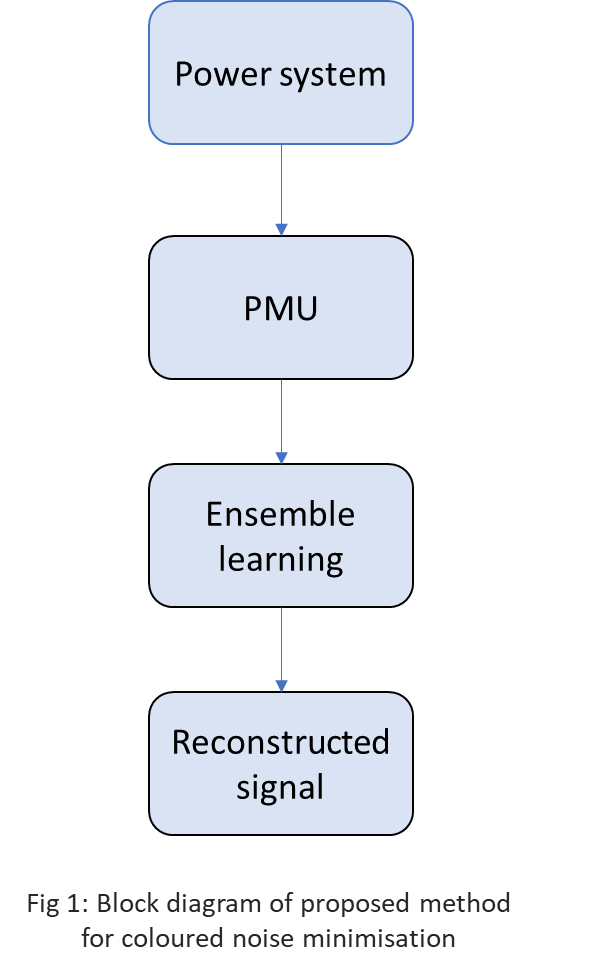 Power system
PMU
Ensemble
learning
Reconstructed
signal
Fig 1: Block diagram of proposed method
for coloured noise minimisation